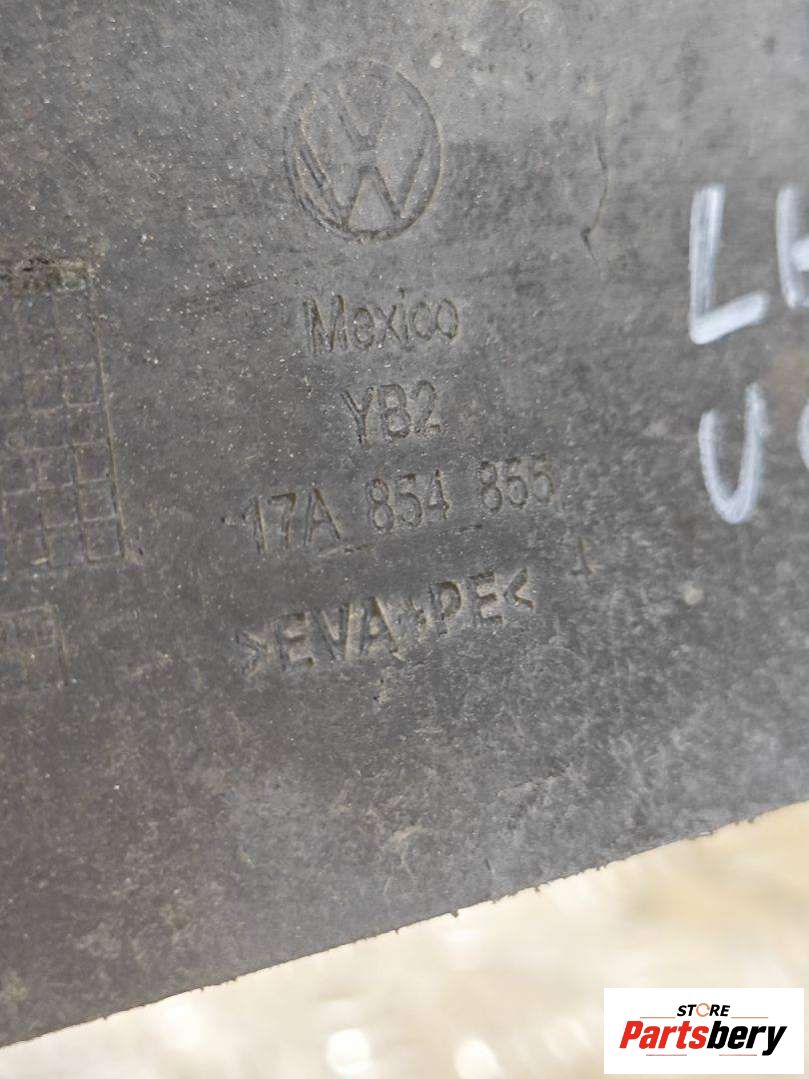 Mexico
YB2
17A 854 855
>EVA+PE<
STORE
Partsbery